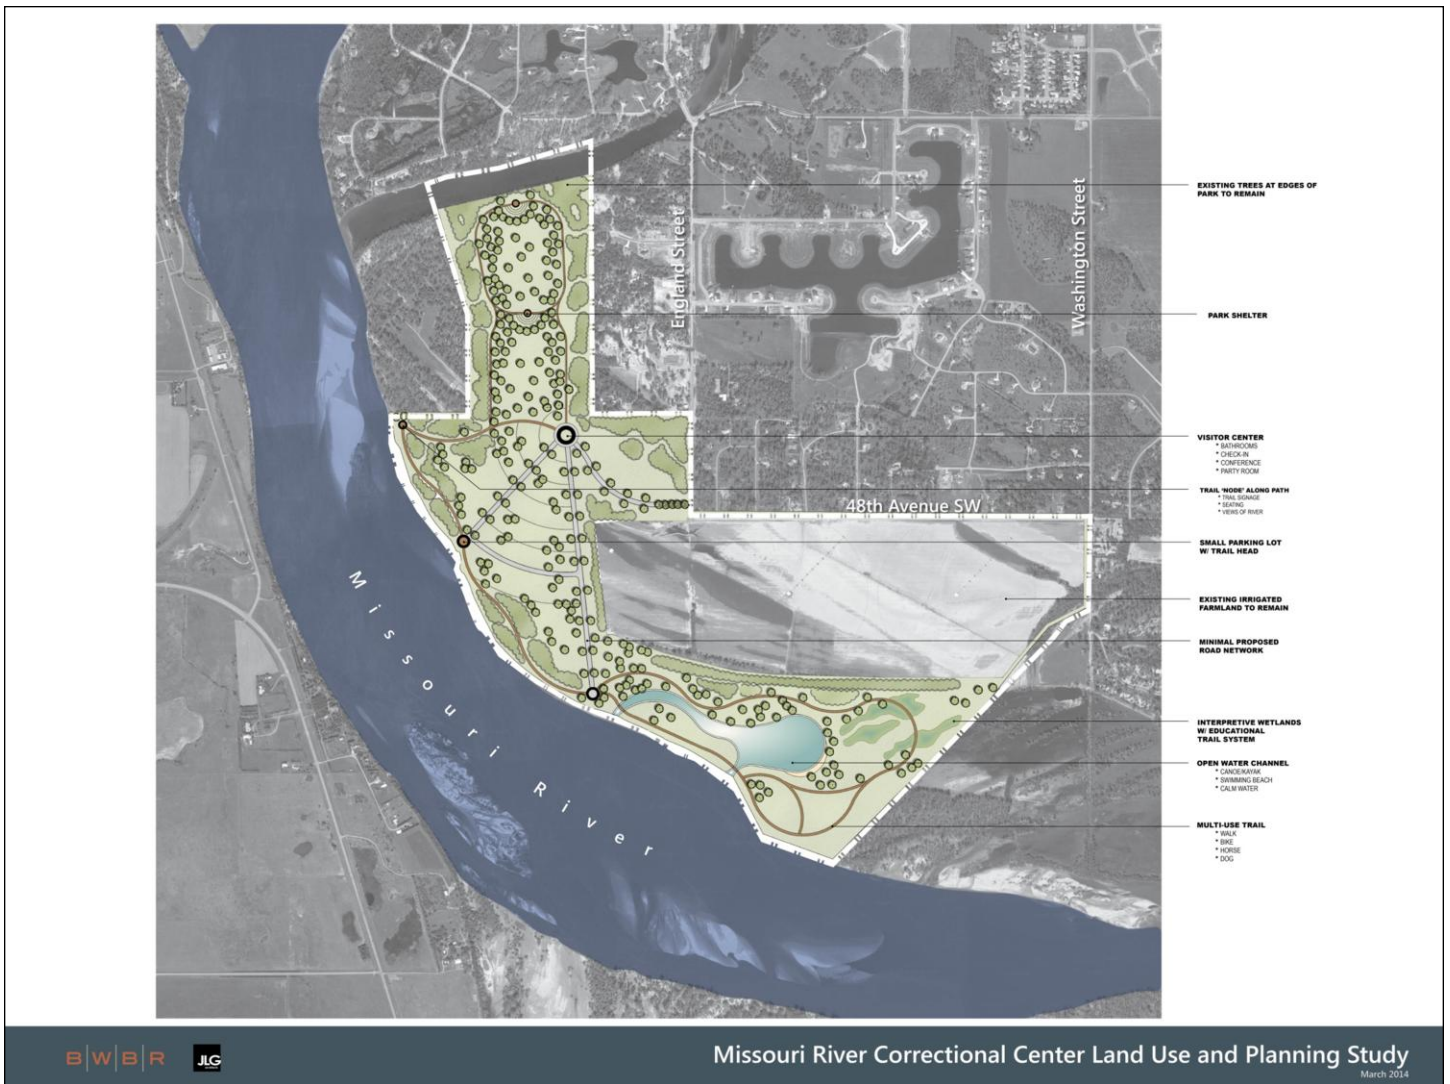 England Street
Washington Street
48th Avenue SW
Missouri River
EXISTING TREES AT EDGES OF
PARK TO REMAIN
PARK SHELTER
VISITOR CENTER
* BATHROOMS
* CHECK-IN
* CONFERENCE
* PARTY ROOM
TRAIL 'NODE' ALONG PATH
* TRAIL SIGNAGE
* SEATING
* VIEWS OF RIVER
SMALL PARKING LOT
W/ TRAIL HEAD
EXISTING IRRIGATED
FARMLAND TO REMAIN
MINIMAL PROPOSED
ROAD NETWORK
INTERPRETIVE WETLANDS
W/ EDUCATIONAL
TRAIL SYSTEM
OPEN WATER CHANNEL
* CANOE/KAYAK
* SWIMMING BEACH
* CALM WATER
MULTI-USE TRAIL
* WALK
* BIKE
* HORSE
* DOG
B|W|B|R
JLG
Missouri River Correctional Center Land Use and Planning Study
March 2014